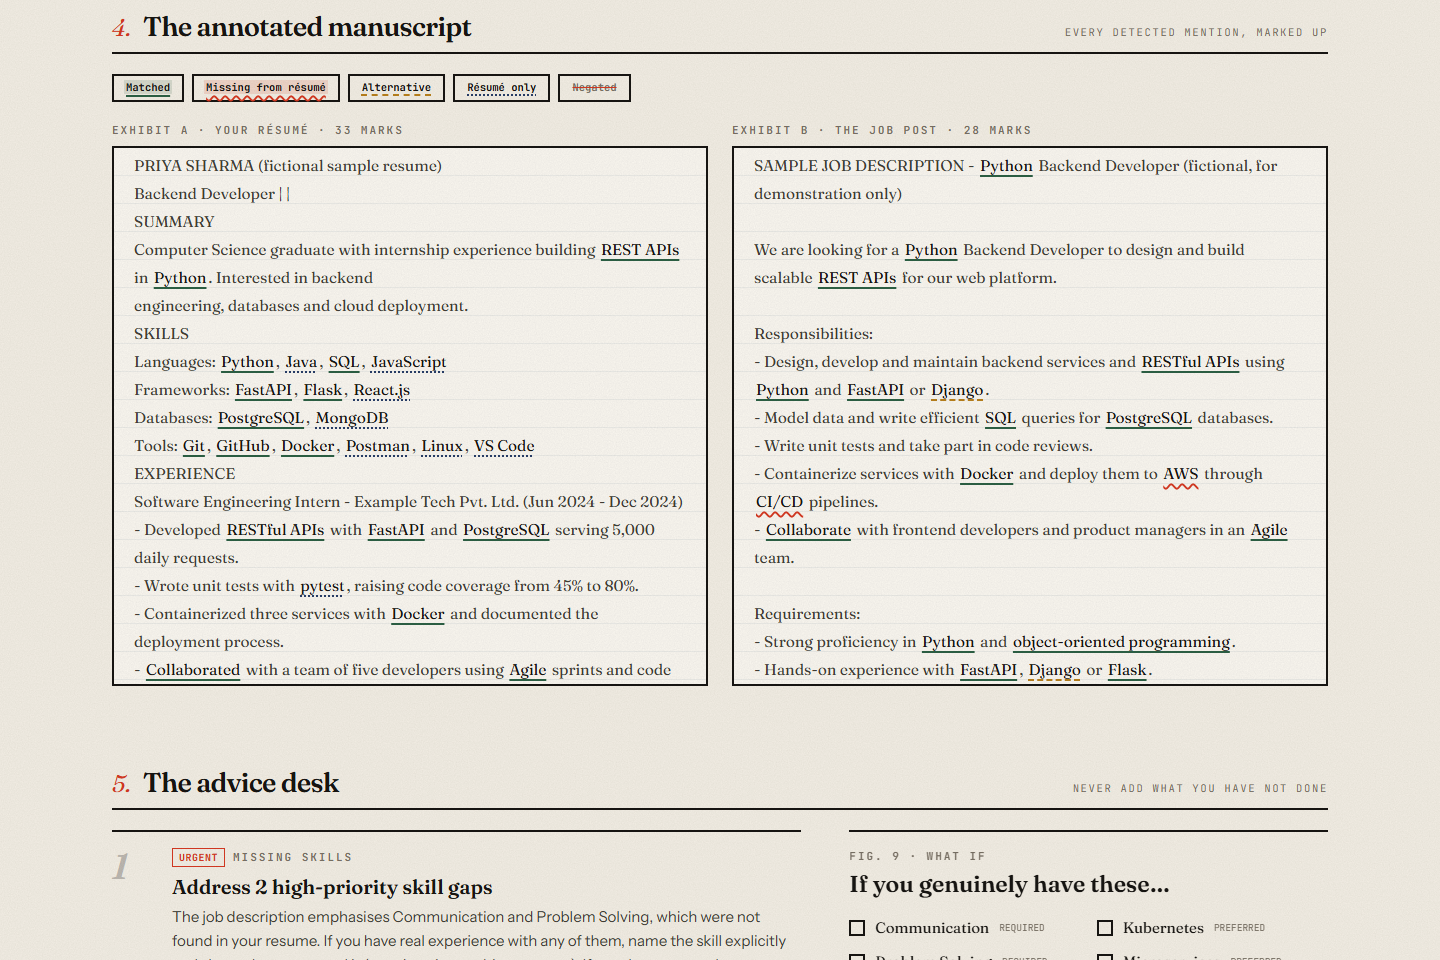 4. The annotated manuscript
EVERY DETECTED MENTION, MARKED UP
Matched
Missing from résumé
Alternative
Résumé only
Negated
EXHIBIT A · YOUR RÉSUMÉ · 33 MARKS
PRIYA SHARMA (fictional sample resume)
Backend Developer | |
SUMMARY
Computer Science graduate with internship experience building REST APIs
in Python. Interested in backend
engineering, databases and cloud deployment.
SKILLS
Languages: Python, Java, SQL, JavaScript
Frameworks: FastAPI, Flask, React.js
Databases: PostgreSQL, MongoDB
Tools: Git, GitHub, Docker, Postman, Linux, VS Code
EXPERIENCE
Software Engineering Intern - Example Tech Pvt. Ltd. (Jun 2024 - Dec 2024)
- Developed RESTful APIs with FastAPI and PostgreSQL serving 5,000
daily requests.
- Wrote unit tests with pytest, raising code coverage from 45% to 80%.
- Containerized three services with Docker and documented the
deployment process.
- Collaborated with a team of five developers using Agile sprints and code
EXHIBIT B · THE JOB POST · 28 MARKS
SAMPLE JOB DESCRIPTION - Python Backend Developer (fictional, for
demonstration only)
We are looking for a Python Backend Developer to design and build
scalable REST APIs for our web platform.
Responsibilities:
- Design, develop and maintain backend services and RESTful APIs using
Python and FastAPI or Django.
- Model data and write efficient SQL queries for PostgreSQL databases.
- Write unit tests and take part in code reviews.
- Containerize services with Docker and deploy them to AWS through
CI/CD pipelines.
- Collaborate with frontend developers and product managers in an Agile
team.
Requirements:
- Strong proficiency in Python and object-oriented programming.
- Hands-on experience with FastAPI, Django or Flask.
5. The advice desk
NEVER ADD WHAT YOU HAVE NOT DONE
1
URGENT MISSING SKILLS
Address 2 high-priority skill gaps
The job description emphasises Communication and Problem Solving, which were not
found in your resume. If you have real experience with any of them, name the skill explicitly
FIG. 9 · WHAT IF
If you genuinely have these...
Communication REQUIRED
Kubernetes PREFERRED